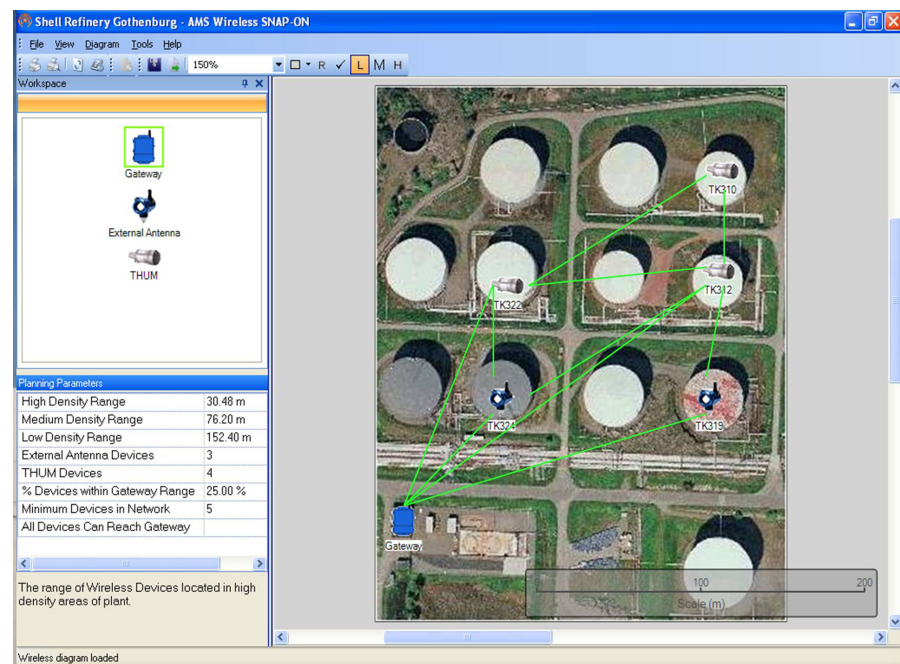 Shell Refinery Gothenburg - AMS Wireless SNAP-ON
File View Diagram Tools Help
150%
R L M H
Workspace
Gateway
External Antenna
THUM
Planning Parameters
High Density Range 30.48 m
Medium Density Range 76.20 m
Low Density Range 152.40 m
External Antenna Devices 3
THUM Devices 4
% Devices within Gateway Range 25.00 %
Minimum Devices in Network 5
All Devices Can Reach Gateway
The range of Wireless Devices located in high
density areas of plant.
Wireless diagram loaded
TK310
TK312
TK322
TK324
TK319
Gateway
100 200
Scale (m)